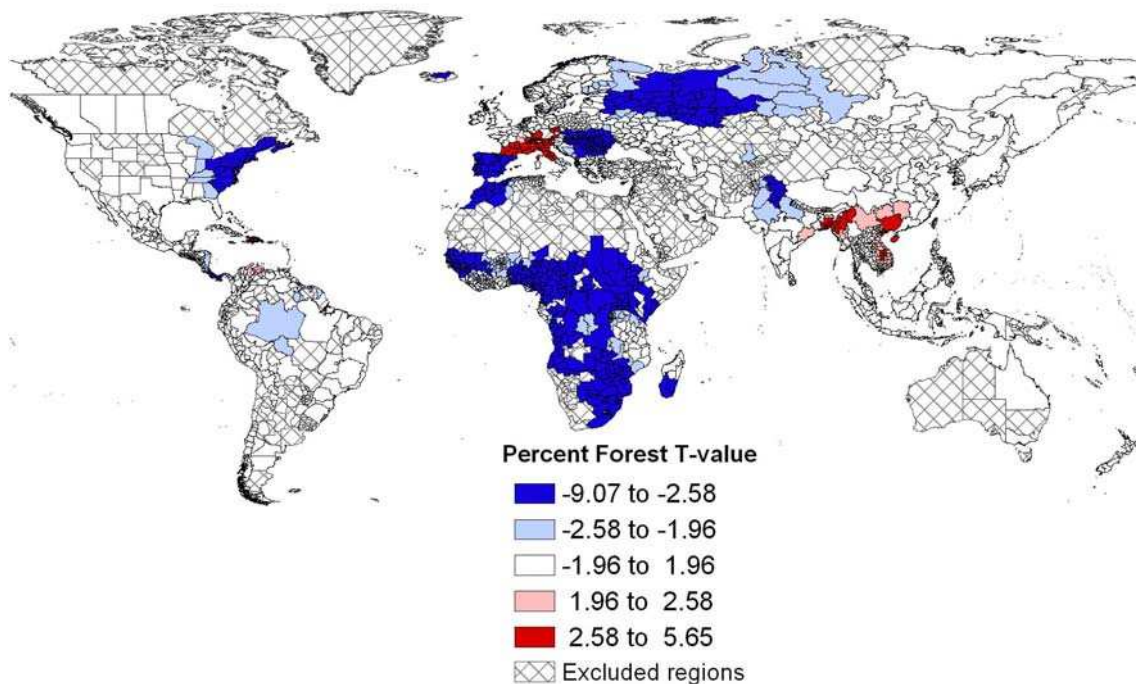 Percent Forest T-value
-9.07 to -2.58
-2.58 to -1.96
-1.96 to 1.96
1.96 to 2.58
2.58 to 5.65
Excluded regions